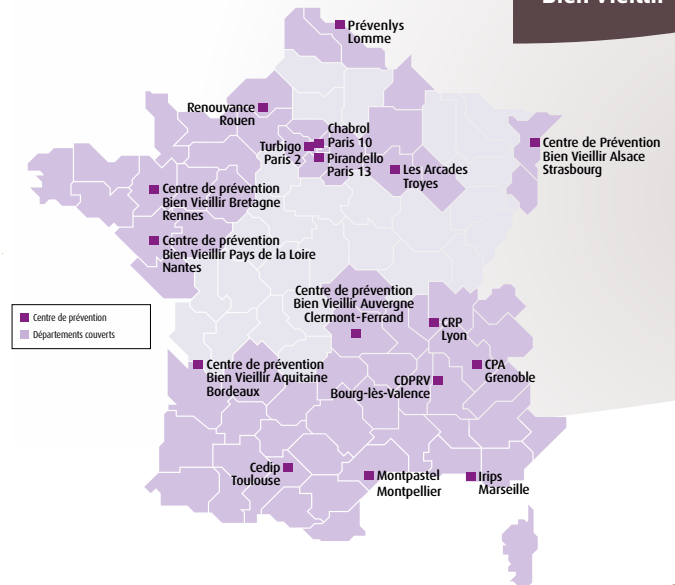 Bien Vieillir
Prévenlys
Lomme
Renouvance
Rouen
Chabrol
Paris 10
Turbigo
Paris 2
Pirandello
Paris 13
Les Arcades
Troyes
Centre de Prévention
Bien Vieillir Alsace
Strasbourg
Centre de prévention
Bien Vieillir Bretagne
Rennes
Centre de prévention
Bien Vieillir Pays de la Loire
Nantes
Centre de prévention
Bien Vieillir Auvergne
Clermont-Ferrand
Centre de prévention
Départements couverts
CRP
Lyon
Centre de prévention
Bien Vieillir Aquitaine
Bordeaux
CPA
Grenoble
CDPRV
Bourg-lès-Valence
Cedip
Toulouse
Montpastel
Montpellier
Irips
Marseille